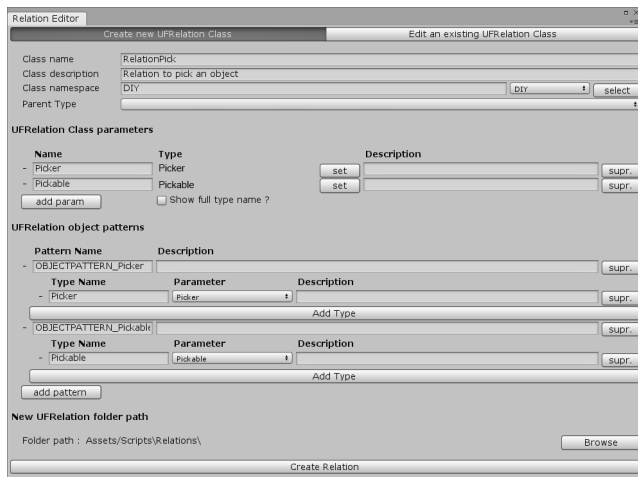 Relation Editor
Create new UFRelation Class Edit an existing UFRelation Class
Class name RelationPick
Class description Relation to pick an object
Class namespace DIY DIY select
Parent Type
UFRelation Class parameters
Name Type Description
- Picker Picker set supr.
- Pickable Pickable set supr.
add param Show full type name ?
UFRelation object patterns
Pattern Name Description
- OBJECTPATTERN_Picker supr.
Type Name Parameter Description
- Picker Picker supr.
Add Type
- OBJECTPATTERN_Pickable supr.
Type Name Parameter Description
- Pickable Pickable supr.
Add Type
add pattern
New UFRelation folder path
Folder path : Assets/Scripts\Relations\ Browse
Create Relation